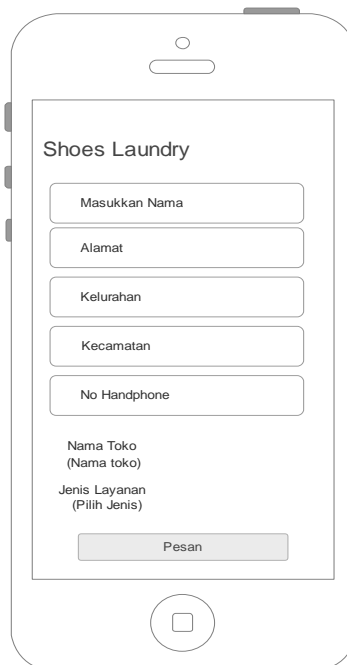 Shoes Laundry
Masukkan Nama
Alamat
Kelurahan
Kecamatan
No Handphone
Nama Toko
(Nama toko)
Jenis Layanan
(Pilih Jenis)
Pesan